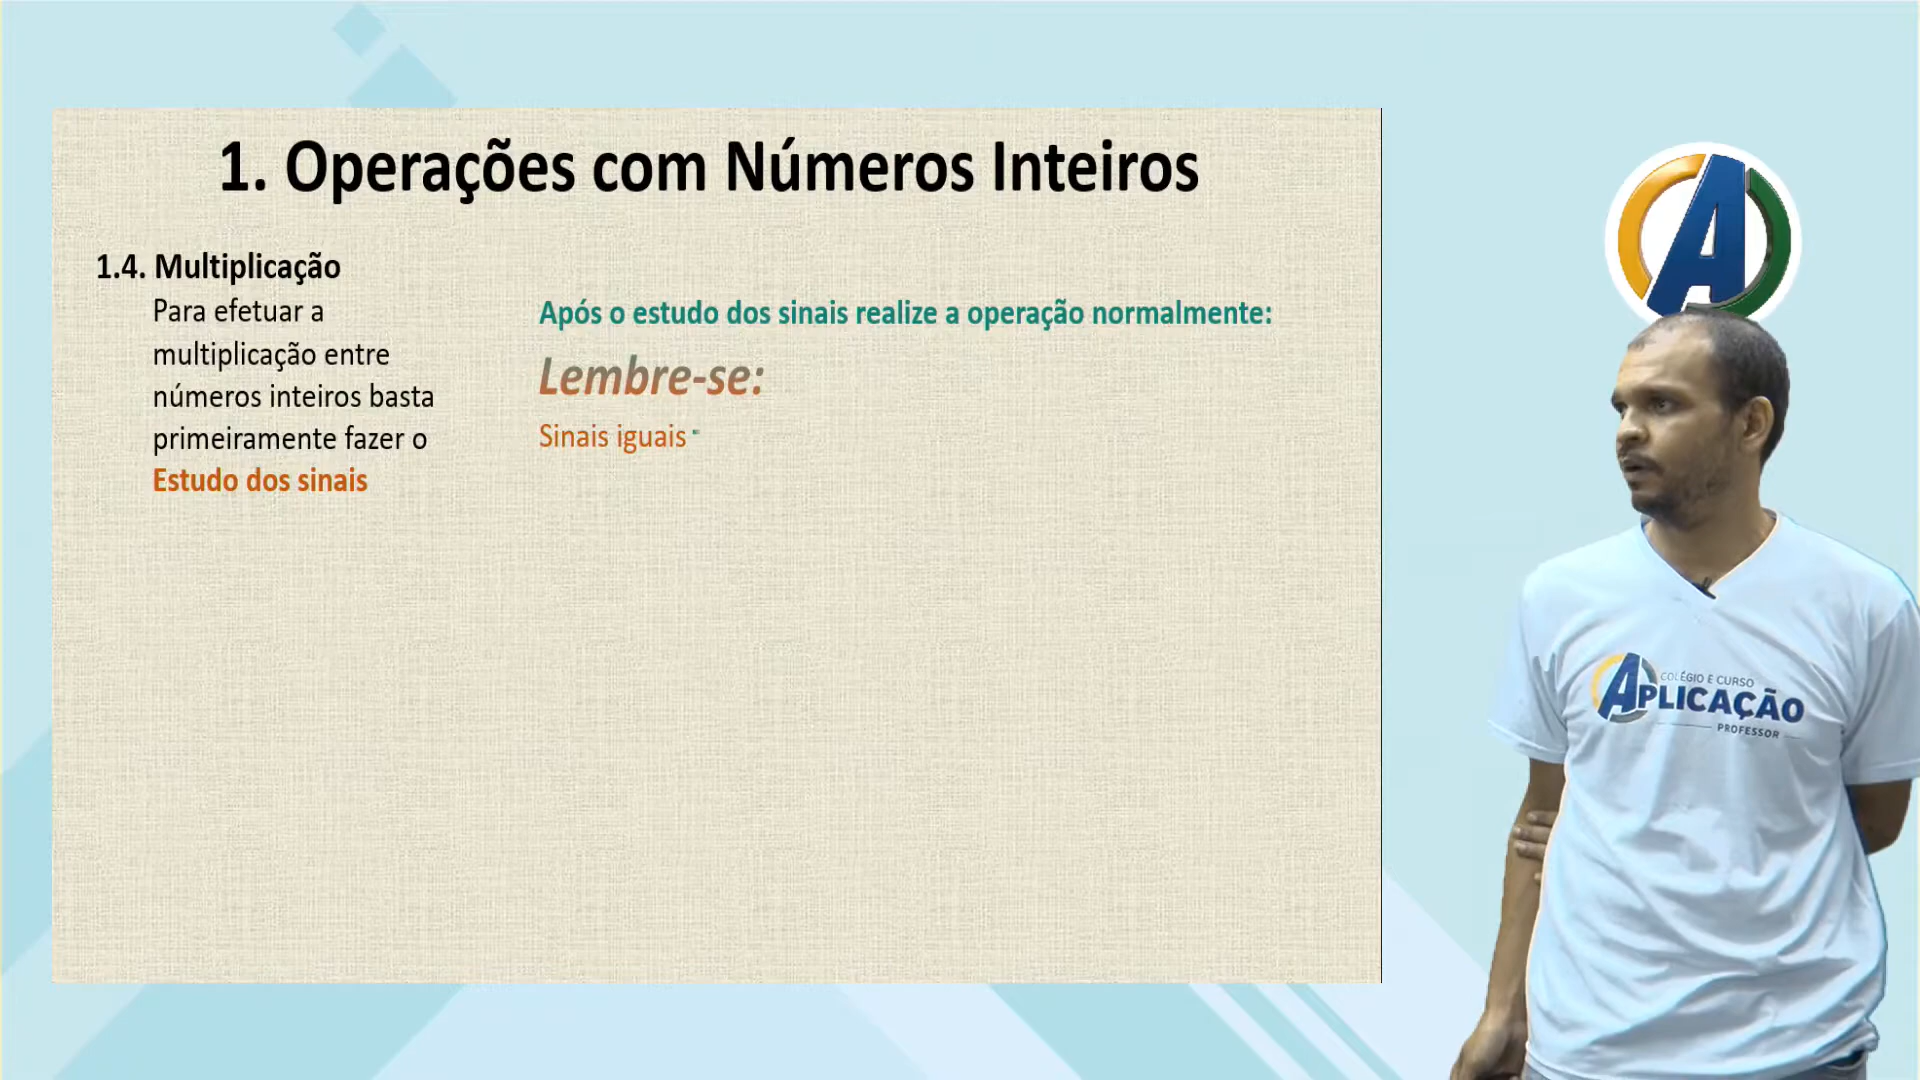 1. Operações com Números Inteiros
1.4. Multiplicação
Para efetuar a
multiplicação entre
números inteiros basta
primeiramente fazer o
Estudo dos sinais
Após o estudo dos sinais realize a operação normalmente:
Lembre-se:
Sinais iguais
A
COLÉGIO E CURSO
APLICAÇÃO
PROFESSOR